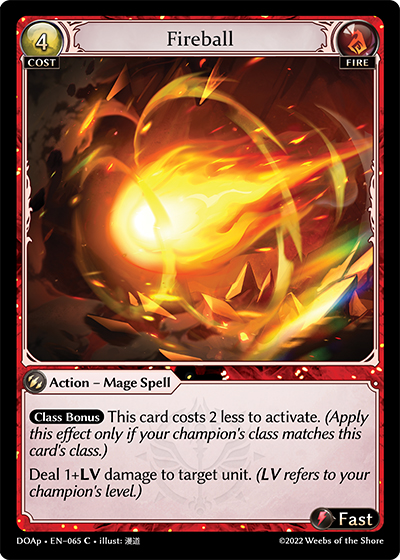 4
Fireball
COST
FIRE
Action – Mage Spell
Class Bonus This card costs 2 less to activate. (Apply
this effect only if your champion's class matches this
card's class.)
Deal 1+LV damage to target unit. (LV refers to your
champion's level.)
Fast
DOAp • EN-065 C • illust: 漫道
©2022 Weebs of the Shore